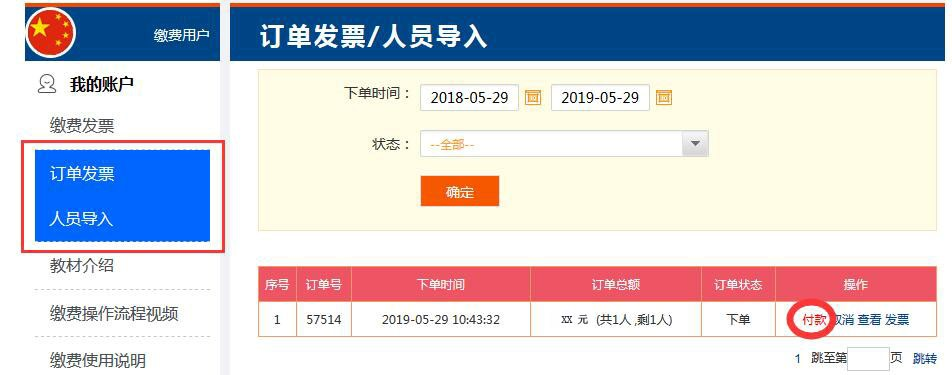 缴费用户
我的账户
缴费发票
订单发票
人员导入
教材介绍
缴费操作流程视频
缴费使用说明
订单发票/人员导入
下单时间： 2018-05-29 2019-05-29
状态： --全部--
确定
序号 订单号 下单时间 订单总额 订单状态 操作
1 57514 2019-05-29 10:43:32 xx 元 (共1人 ,剩1人) 下单 付款 取消 查看 发票
1 跳至第 页 跳转